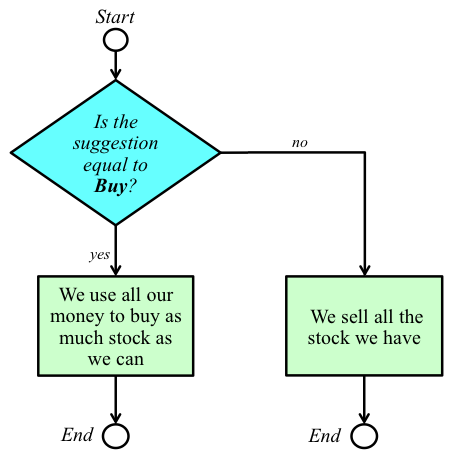 Start
Is the
suggestion
equal to
Buy?
no
yes
We use all our
money to buy as
much stock as
we can
We sell all the
stock we have
End
End